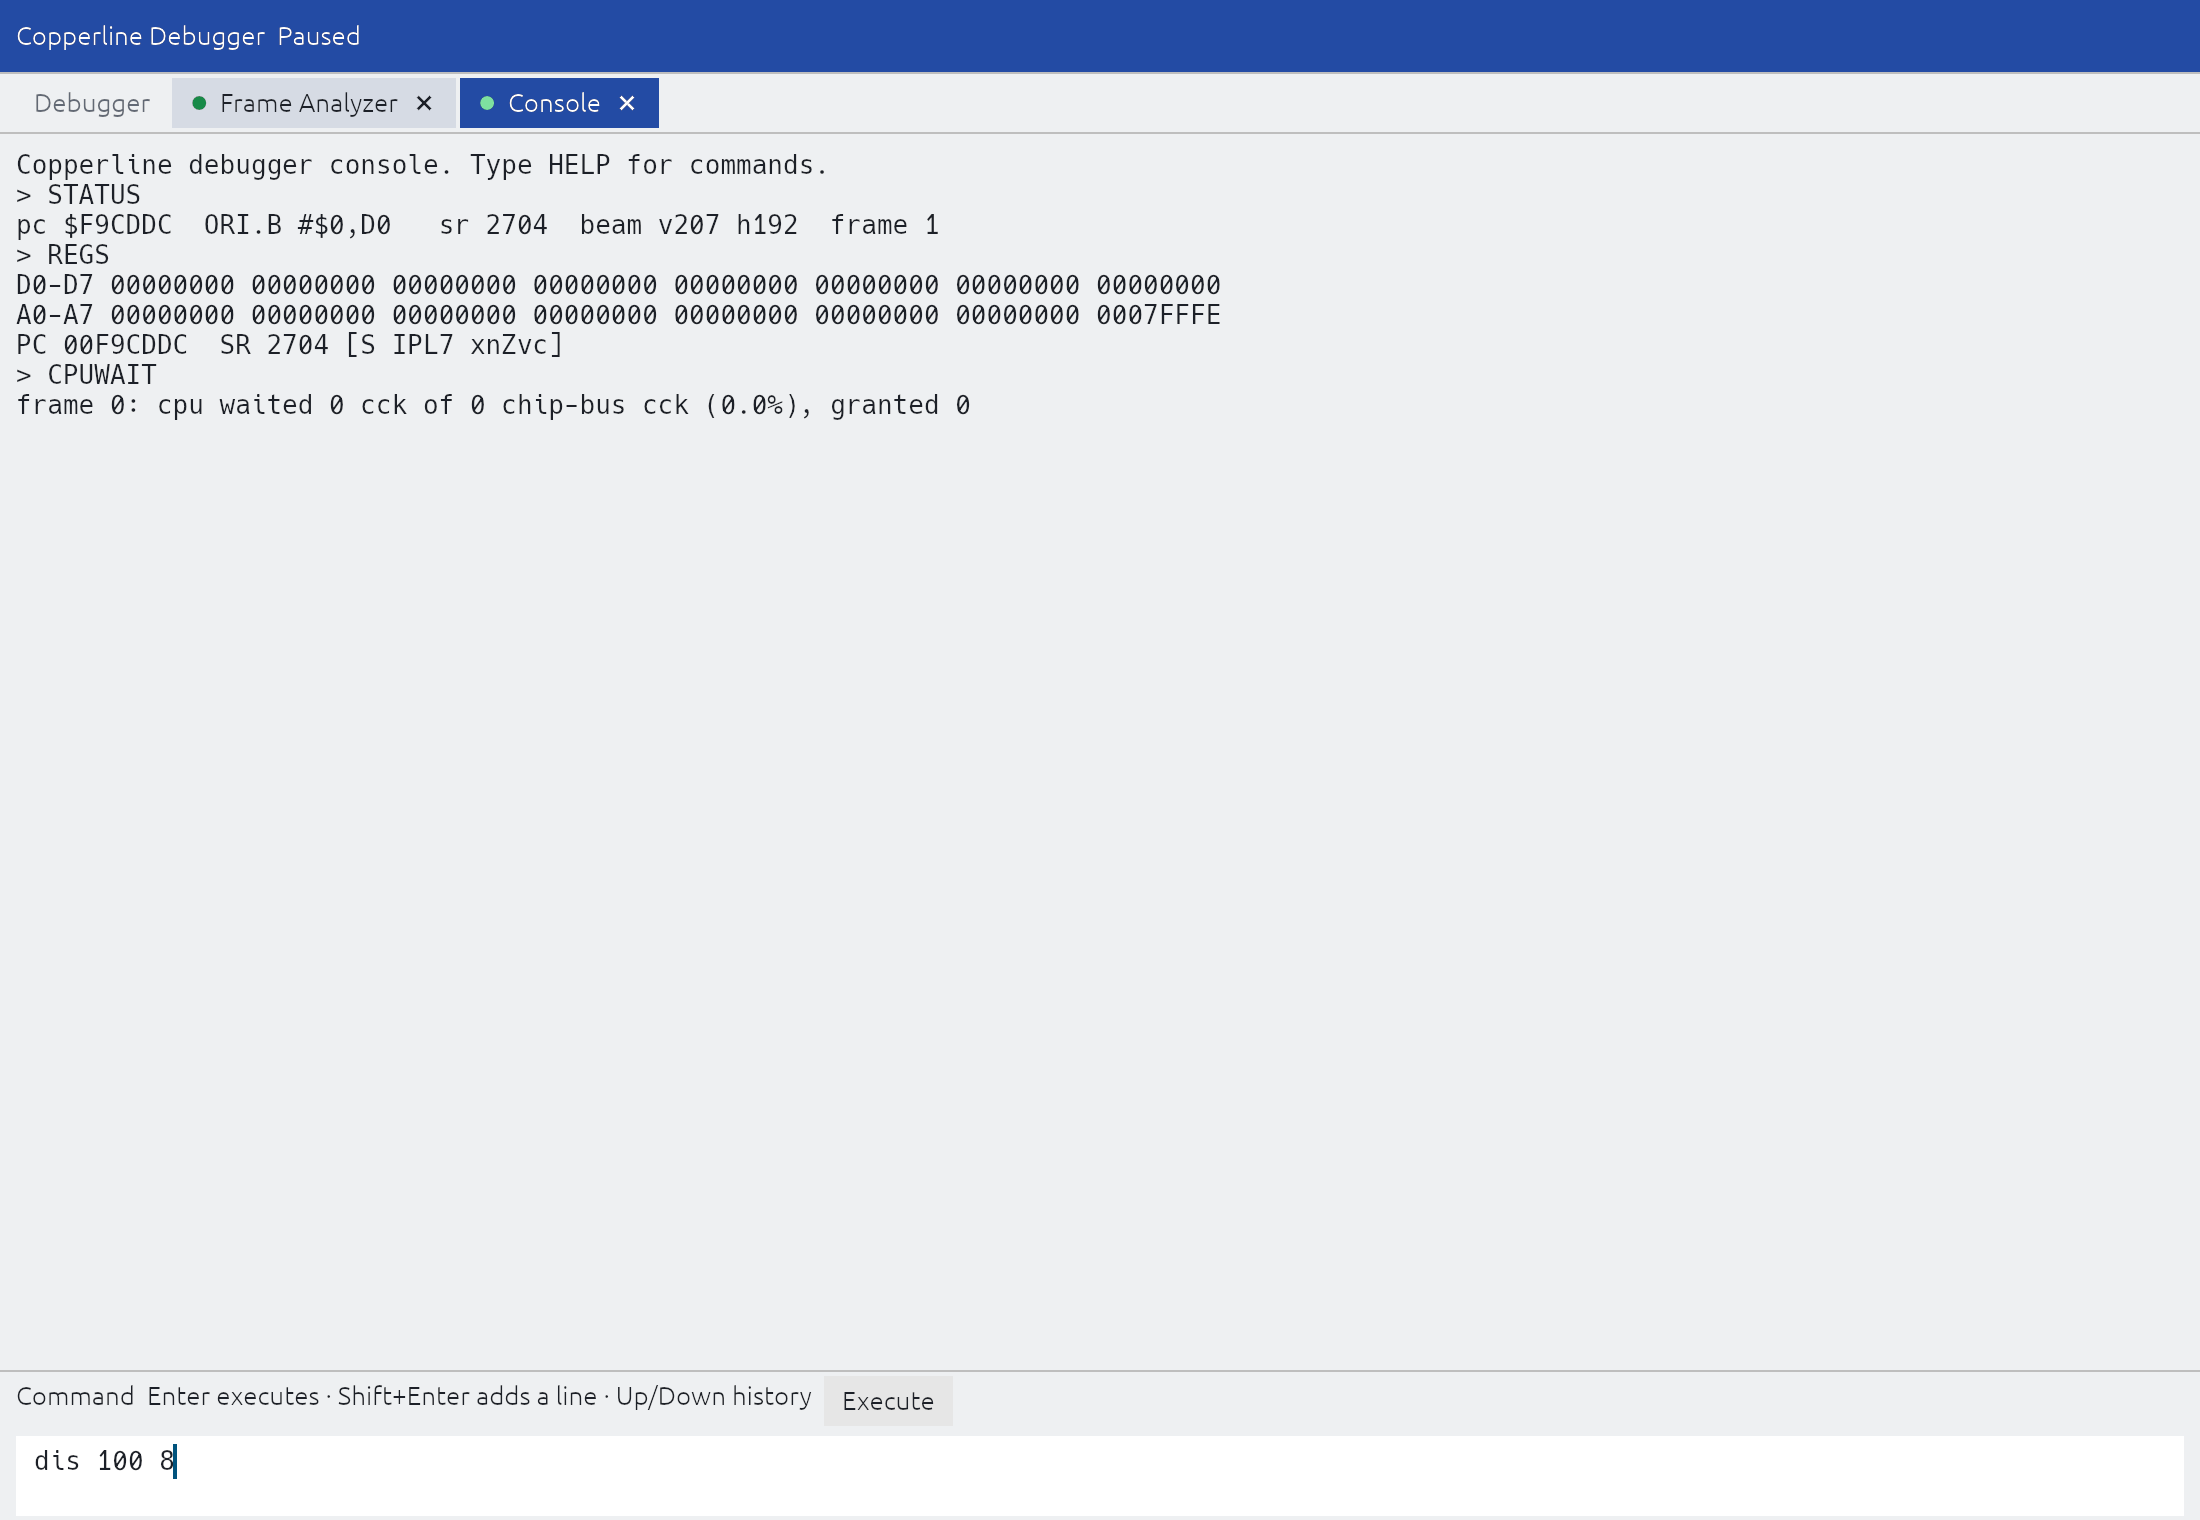 Copperline Debugger  Paused
Debugger  Frame Analyzer ×  Console ×
Copperline debugger console. Type HELP for commands.
> STATUS
pc $F9CDDC  ORI.B #$0,D0   sr 2704  beam v207 h192  frame 1
> REGS
D0-D7 00000000 00000000 00000000 00000000 00000000 00000000 00000000 00000000
A0-A7 00000000 00000000 00000000 00000000 00000000 00000000 00000000 0007FFFE
PC 00F9CDDC  SR 2704 [S IPL7 xnZvc]
> CPUWAIT
frame 0: cpu waited 0 cck of 0 chip-bus cck (0.0%), granted 0
Command  Enter executes · Shift+Enter adds a line · Up/Down history  Execute
dis 100 8